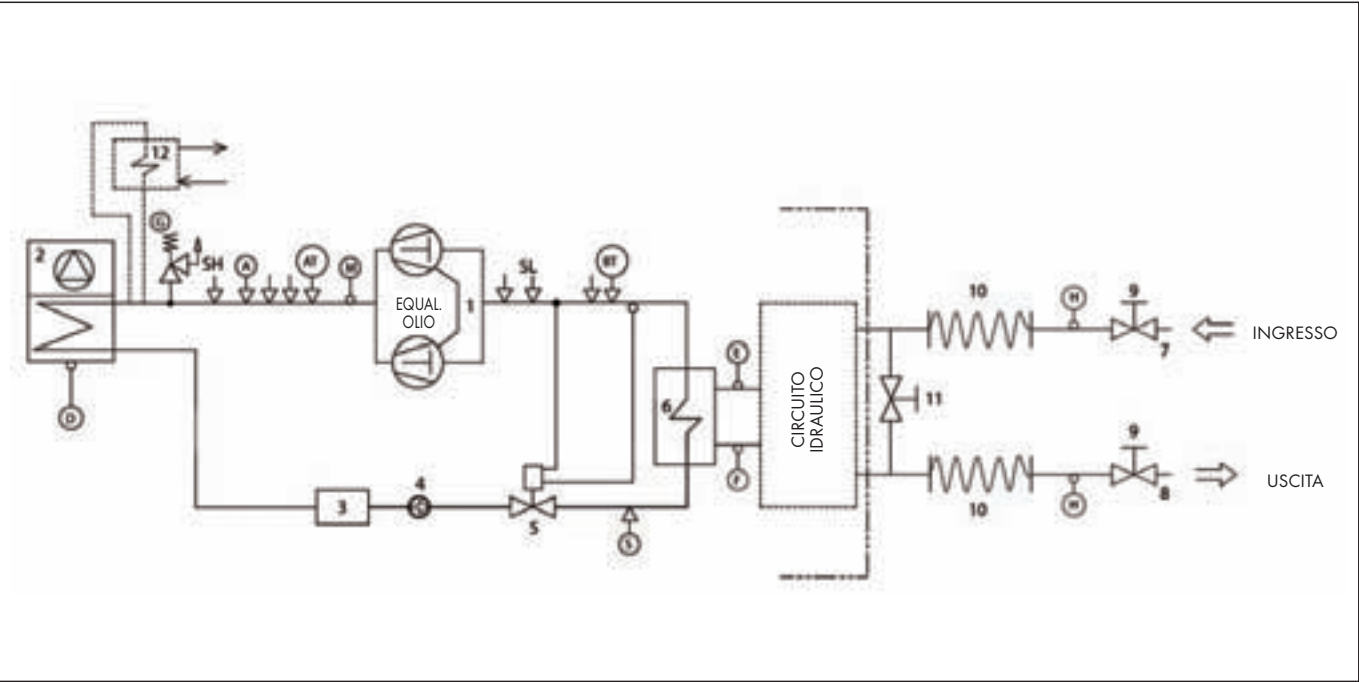 12
G
2
SH
A
AT
M
EQUAL.
OLIO
1
SL
BT
D
3
4
5
S
6
E
F
CIRCUITO
IDRAULICO
11
10
H
9
7
INGRESSO
10
H
9
8
USCITA